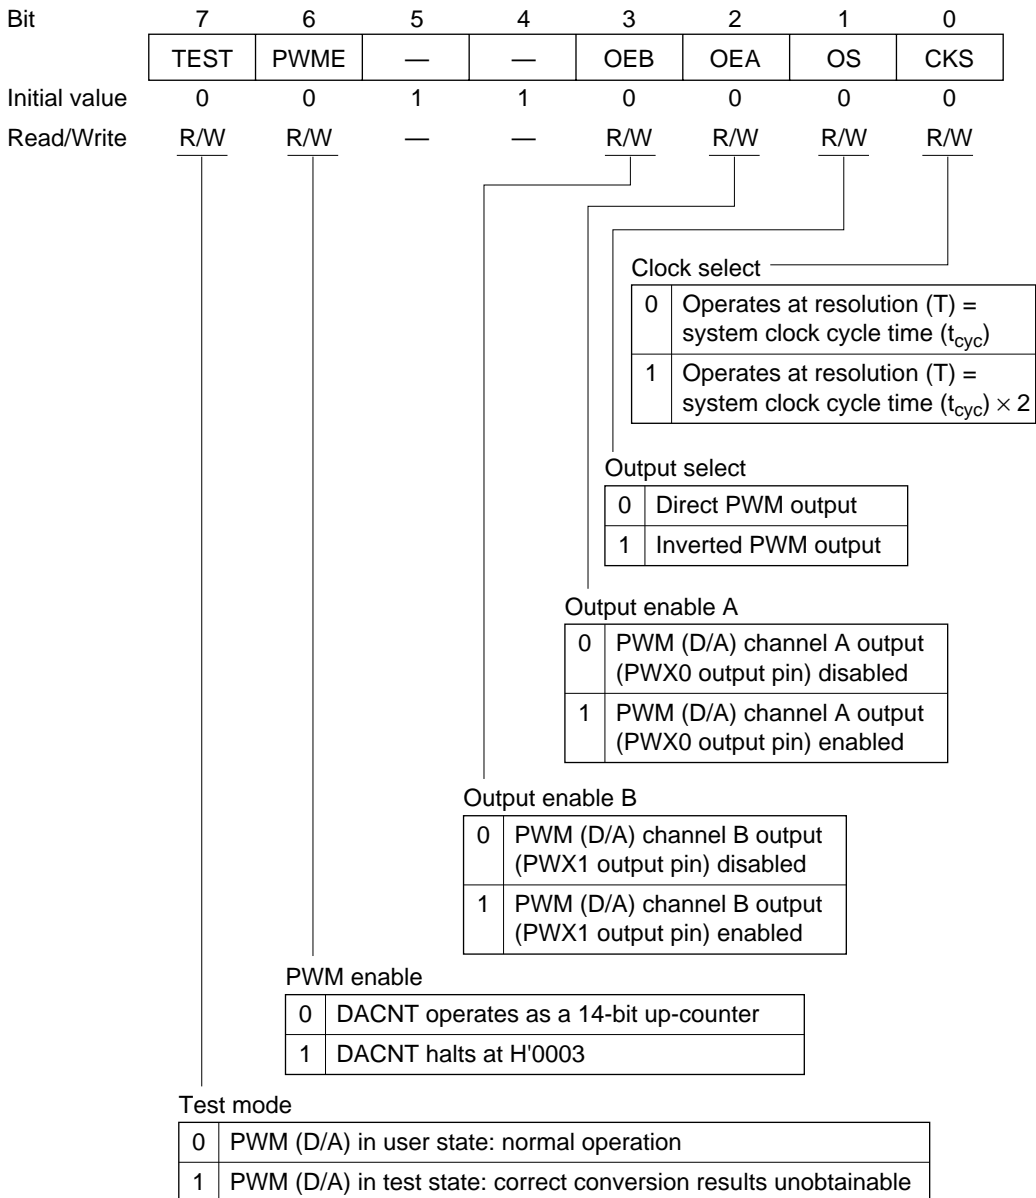 Bit 7 6 5 4 3 2 1 0
TEST PWME — — OEB OEA OS CKS
Initial value 0 0 1 1 0 0 0 0
Read/Write R/W R/W — — R/W R/W R/W R/W
Clock select
0 Operates at resolution (T) =
system clock cycle time (tcyc)
1 Operates at resolution (T) =
system clock cycle time (tcyc) × 2
Output select
0 Direct PWM output
1 Inverted PWM output
Output enable A
0 PWM (D/A) channel A output
(PWX0 output pin) disabled
1 PWM (D/A) channel A output
(PWX0 output pin) enabled
Output enable B
0 PWM (D/A) channel B output
(PWX1 output pin) disabled
1 PWM (D/A) channel B output
(PWX1 output pin) enabled
PWM enable
0 DACNT operates as a 14-bit up-counter
1 DACNT halts at H'0003
Test mode
0 PWM (D/A) in user state: normal operation
1 PWM (D/A) in test state: correct conversion results unobtainable